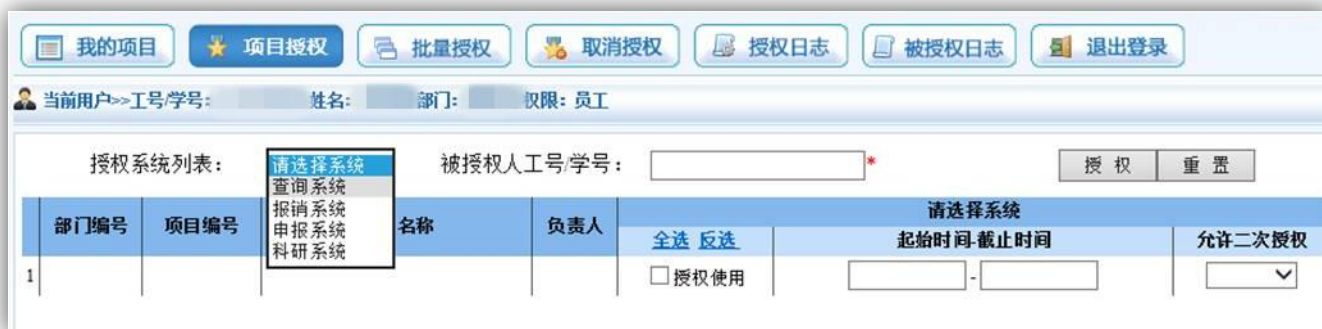 我的项目 项目授权 批量授权 取消授权 授权日志 被授权日志 退出登录
当前用户>>工号/学号: 姓名: 部门: 权限: 员工
授权系统列表: 请选择系统 被授权人工号/学号: * 授 权 重 置
查询系统
报销系统
申报系统
科研系统
部门编号 项目编号 名称 负责人 请选择系统
全选 反选 起始时间-截止时间 允许二次授权
1 授权使用 -